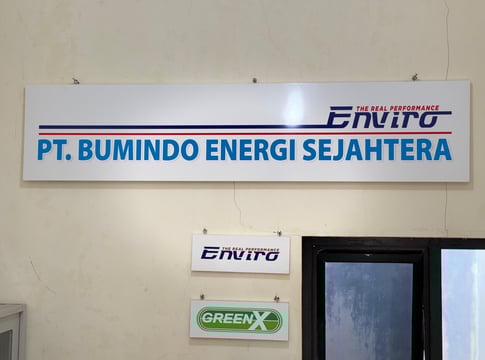 THE REAL PERFORMANCE
Enviro
PT. BUMINDO ENERGI SEJAHTERA
THE REAL PERFORMANCE
Enviro
GREENX